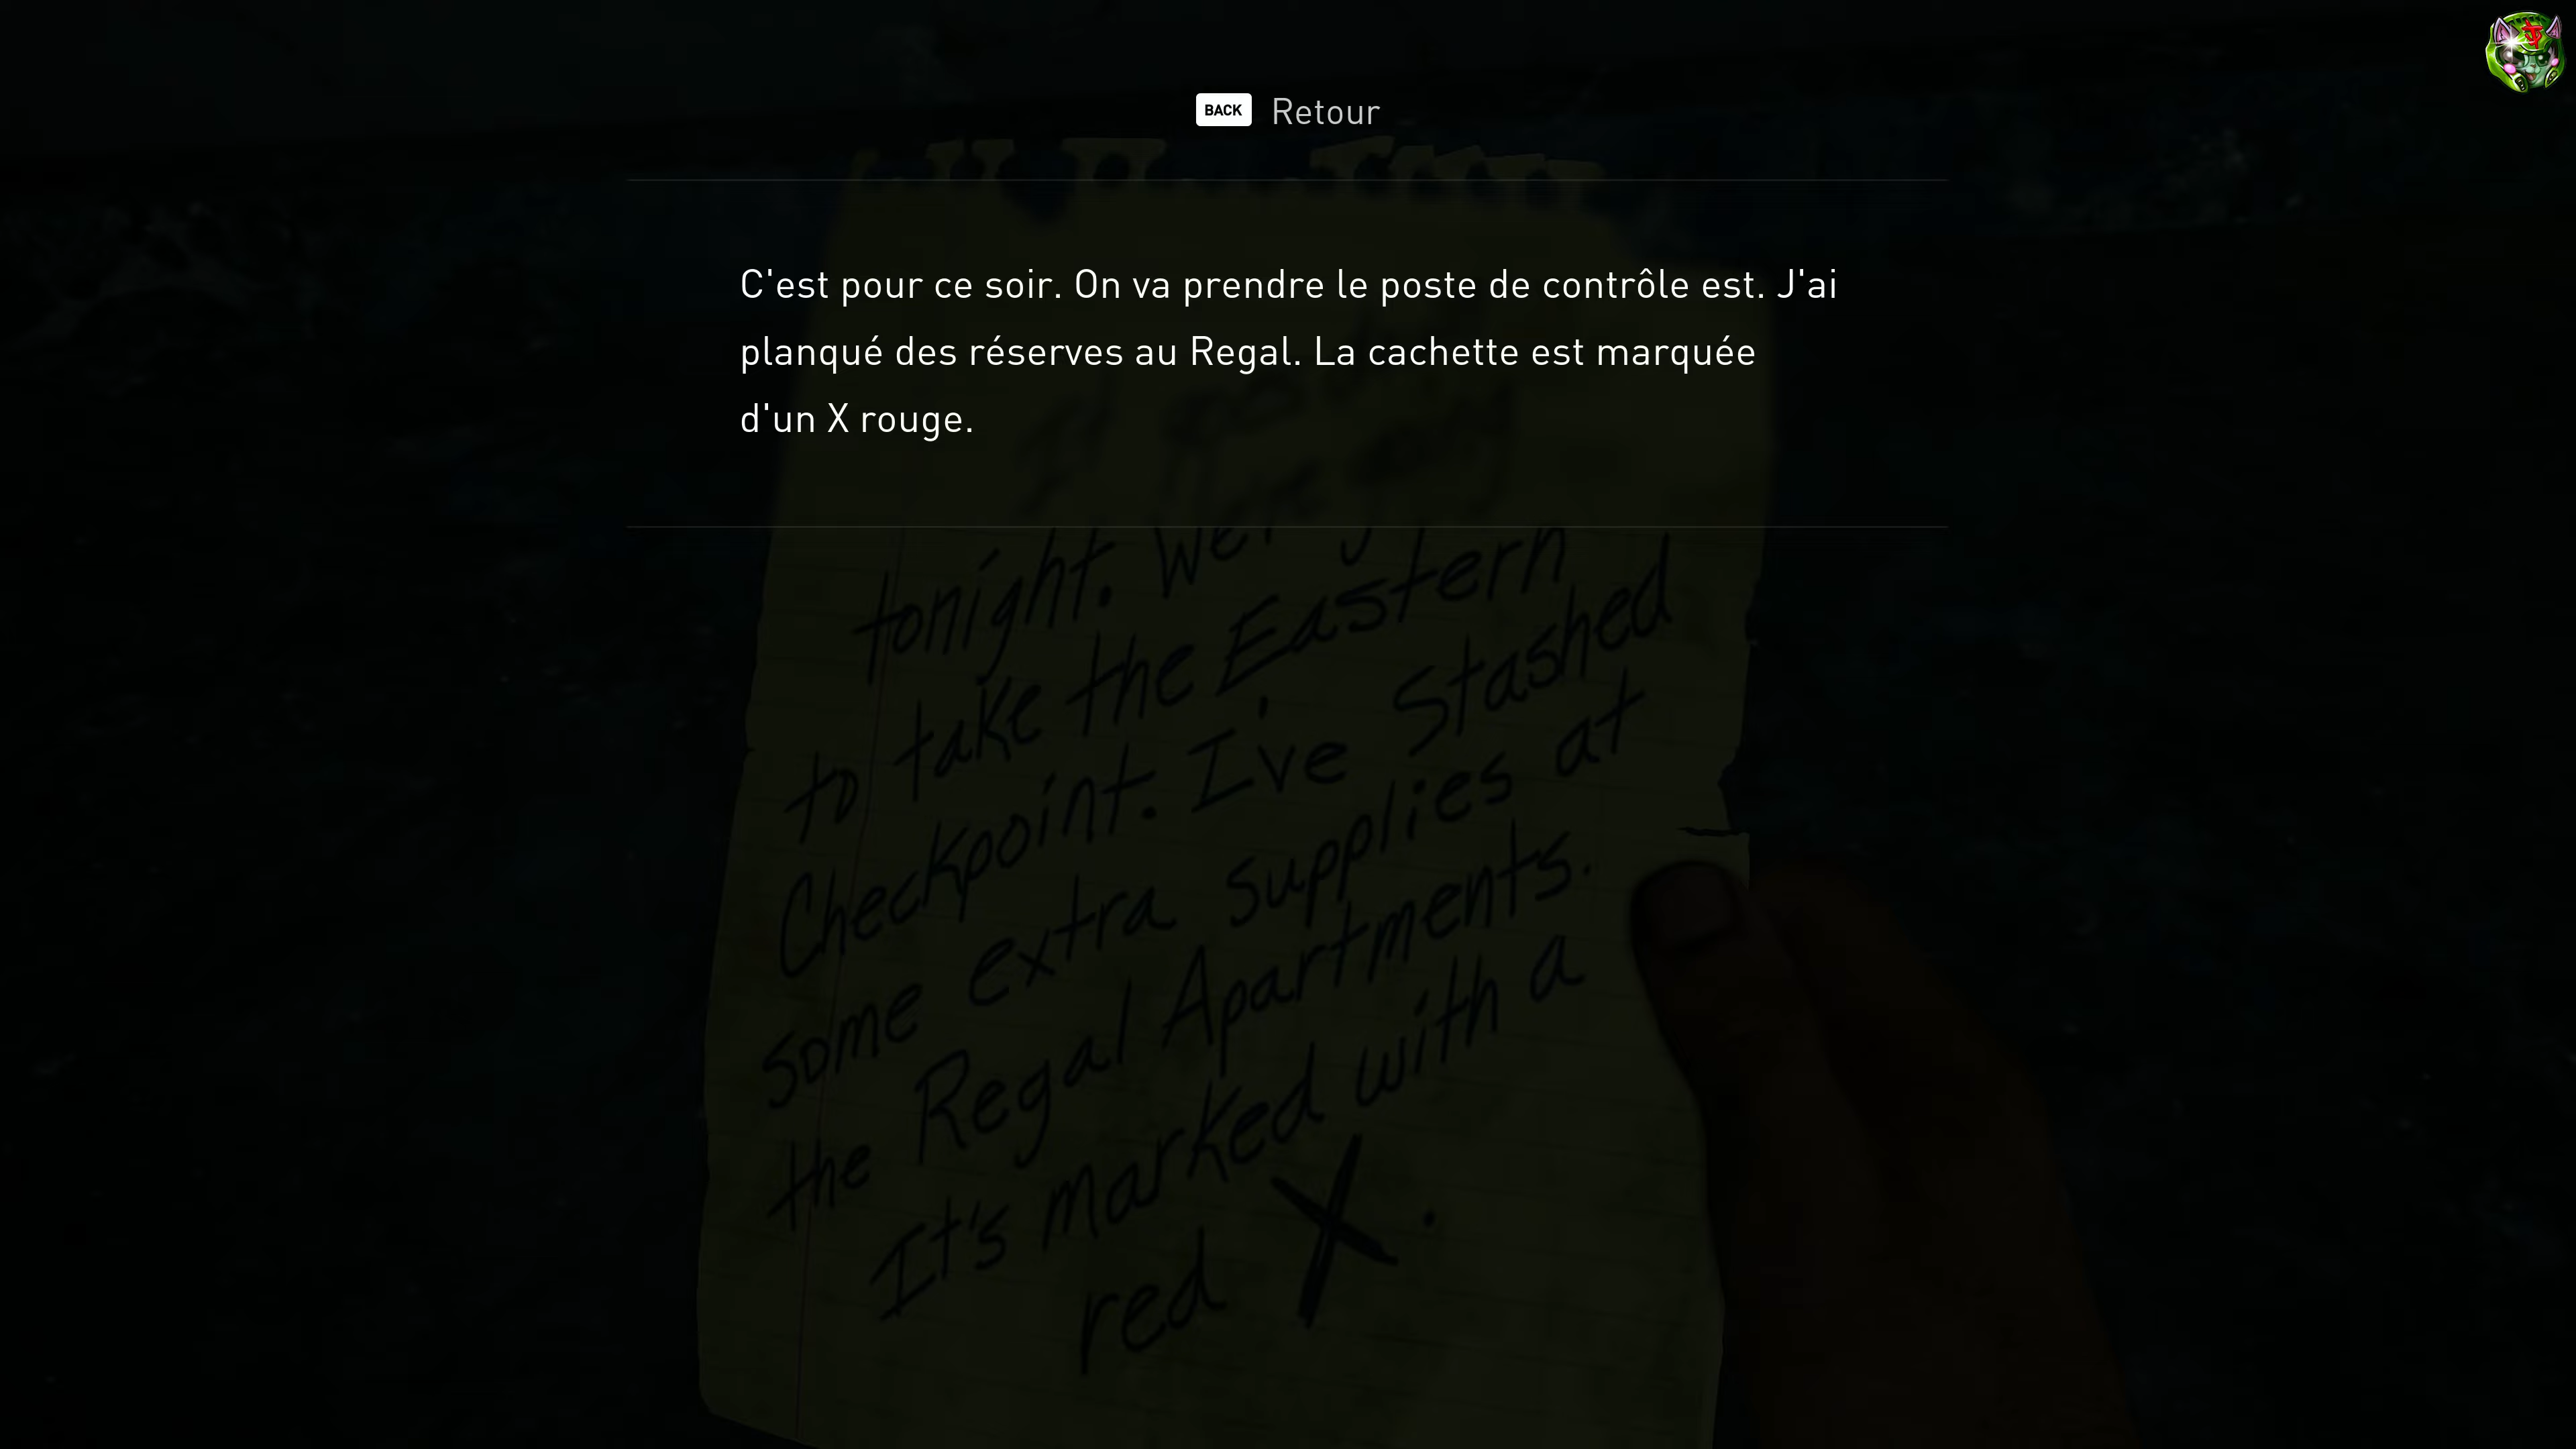 BACK Retour
C'est pour ce soir. On va prendre le poste de contrôle est. J'ai
planqué des réserves au Regal. La cachette est marquée
d'un X rouge.
tonight. We're
to take the Eastern
Checkpoint. I've stashed
some extra supplies at
the Regal Apartments.
It's marked with a
red X.